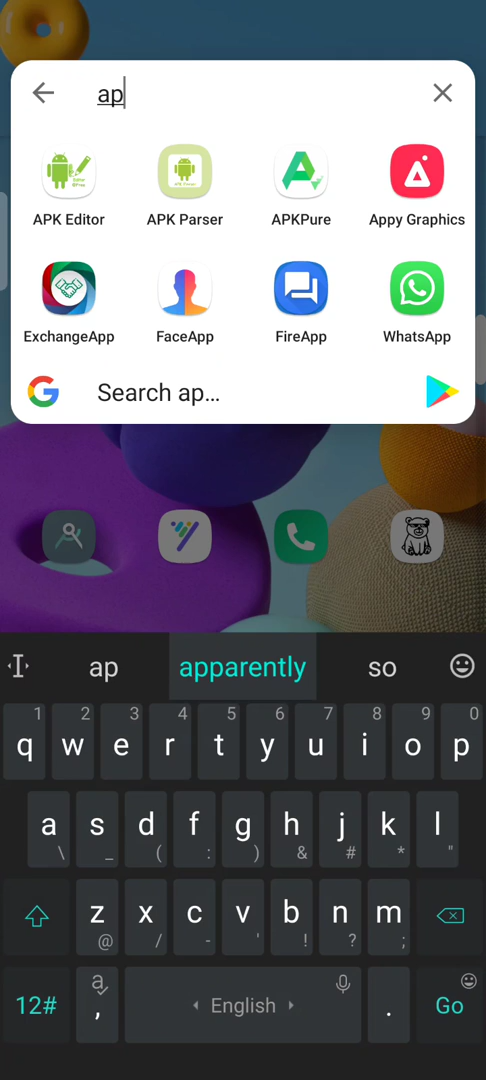 ap
APK Editor APK Parser APKPure Appy Graphics
ExchangeApp FaceApp FireApp WhatsApp
Search ap...
ap apparently so
1 2 3 4 5 6 7 8 9 0
q w e r t y u i o p
a s d f g h j k l
\ _ ( : ) & # * "
z x c v b n m
@ / - ' ! ? ;
12# , English . Go